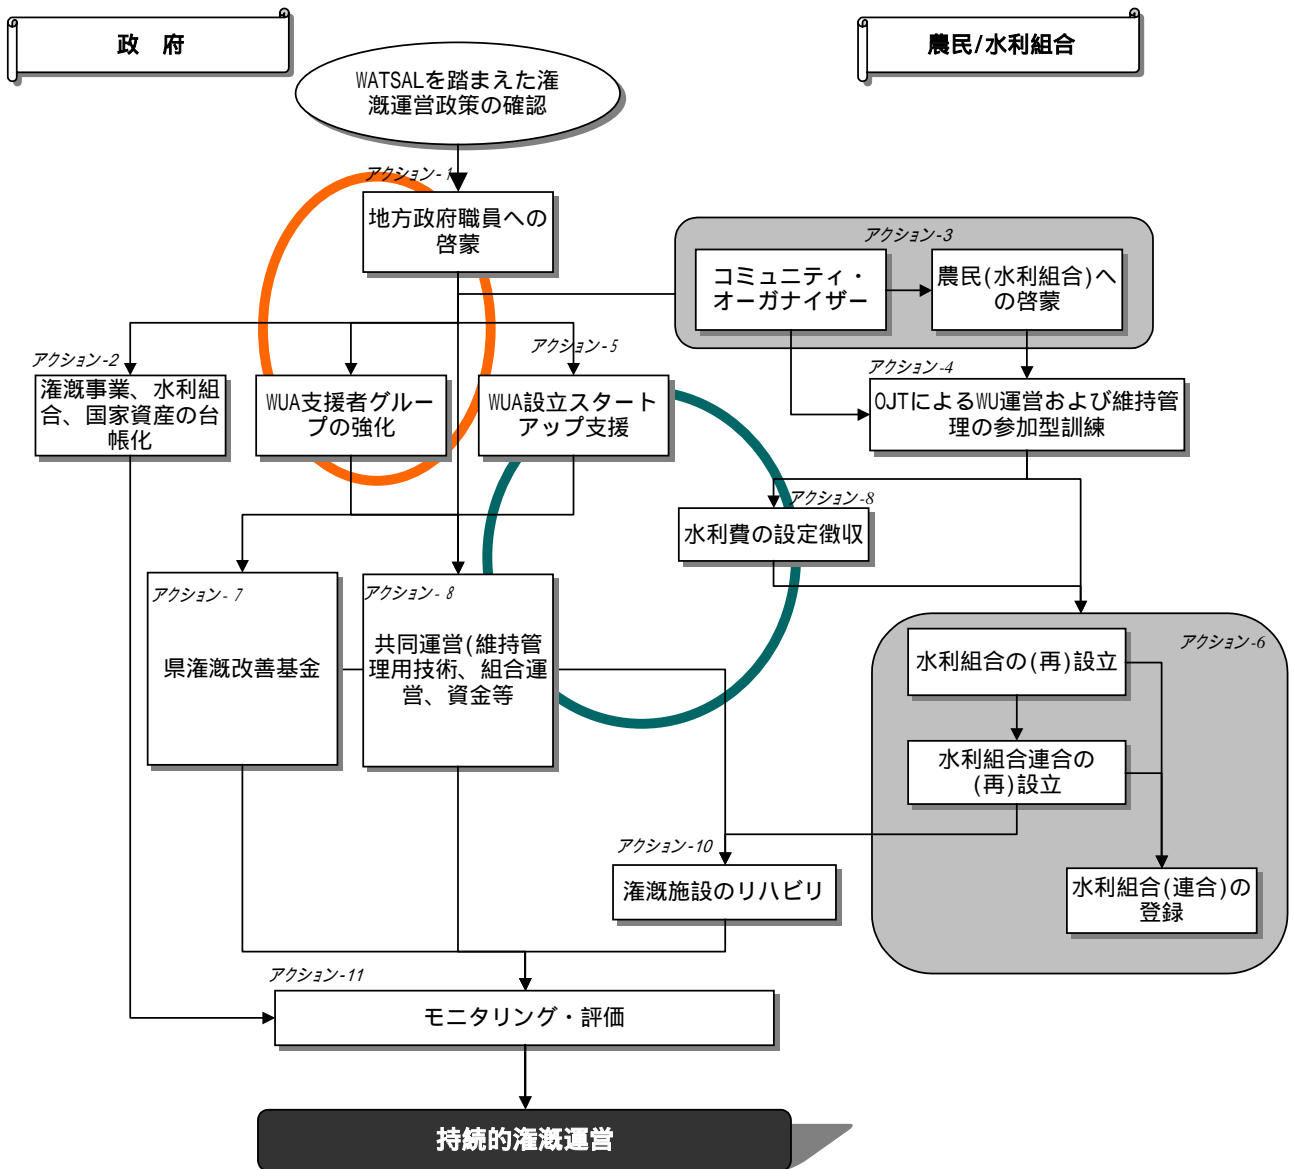 政　府
農民/水利組合
WATSALを踏まえた灌
漑運営政策の確認
アクション-1
地方政府職員への
啓蒙
アクション-3
コミュニティ・
オーガナイザー
農民(水利組合)へ
の啓蒙
アクション-2
灌漑事業、水利組
合、国家資産の台
帳化
WUA支援者グルー
プの強化
アクション-5
WUA設立スタート
アップ支援
アクション-4
OJTによるWU運営および維持管
理の参加型訓練
アクション-8
水利費の設定徴収
アクション- 7
県灌漑改善基金
アクション- 8
共同運営(維持管
理用技術、組合運
営、資金等
アクション-6
水利組合の(再)設立
水利組合連合の
(再)設立
水利組合(連合)の
登録
アクション-10
灌漑施設のリハビリ
アクション-11
モニタリング・評価
持続的灌漑運営